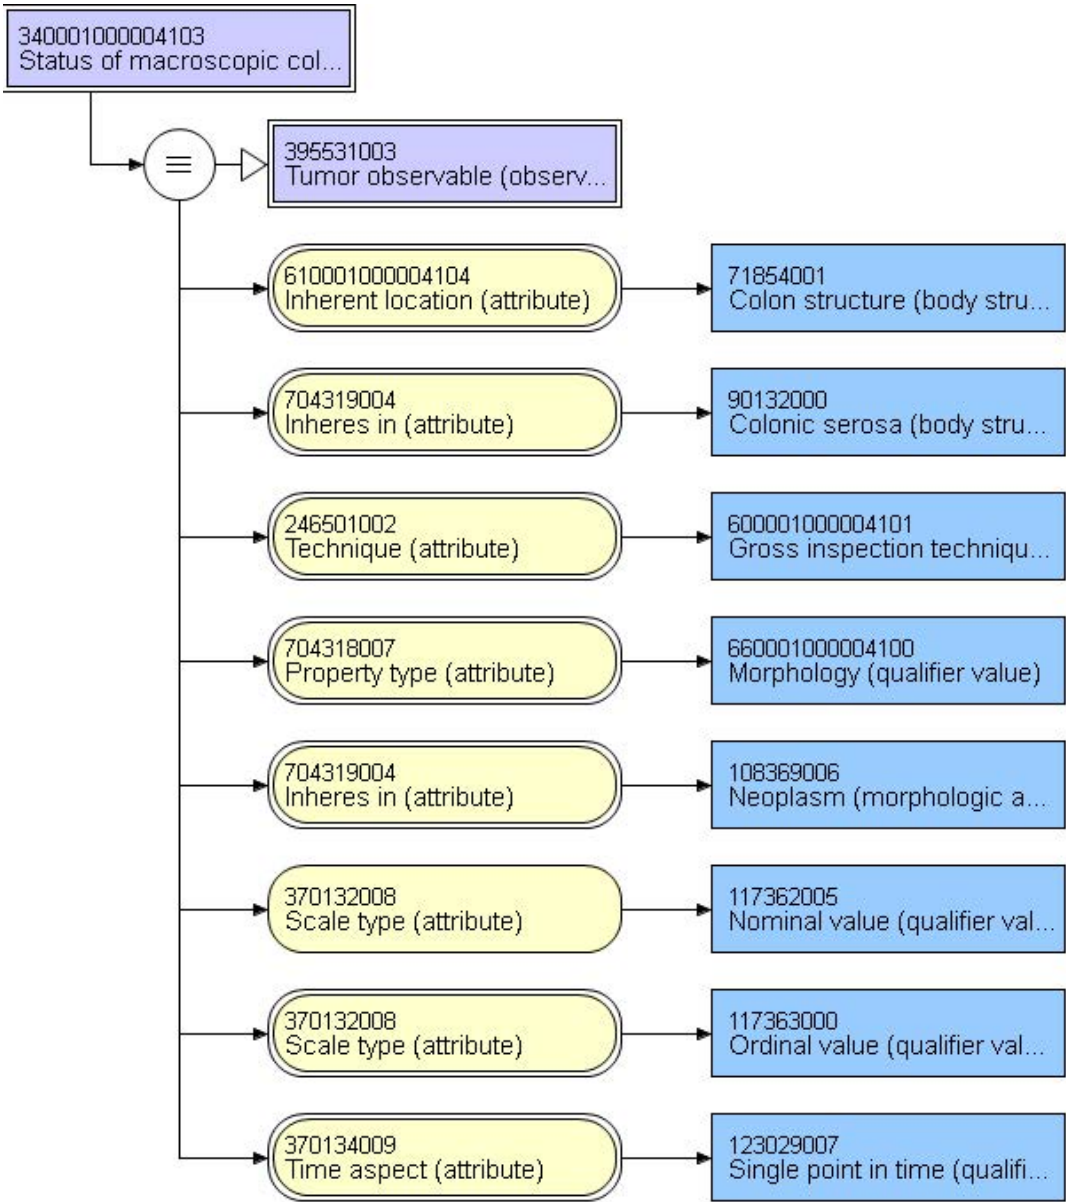 340001000004103
Status of macroscopic col...
≡
395531003
Tumor observable (observ...
610001000004104
Inherent location (attribute)
71854001
Colon structure (body stru...
704319004
Inheres in (attribute)
90132000
Colonic serosa (body stru...
246501002
Technique (attribute)
600001000004101
Gross inspection techniqu...
704318007
Property type (attribute)
660001000004100
Morphology (qualifier value)
704319004
Inheres in (attribute)
108369006
Neoplasm (morphologic a...
370132008
Scale type (attribute)
117362005
Nominal value (qualifier val...
370132008
Scale type (attribute)
117363000
Ordinal value (qualifier val...
370134009
Time aspect (attribute)
123029007
Single point in time (qualifi...